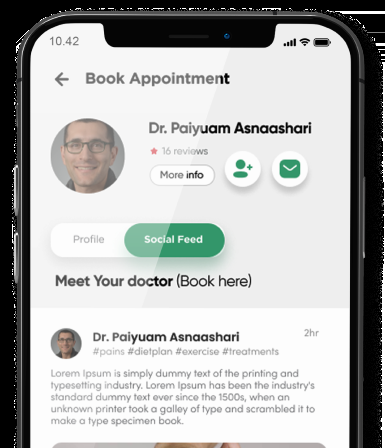 10.42
Book Appointment
Dr. Paiyuam Asnaashari
16 reviews
More info
Profile
Social Feed
Meet Your doctor (Book here)
Dr. Paiyuam Asnaashari
2hr
#pains #dietplan #exercise #treatments
Lorem Ipsum is simply dummy text of the printing and
typesetting industry. Lorem Ipsum has been the industry's
standard dummy text ever since the 1500s, when an
unknown printer took a galley of type and scrambled it to
make a type specimen book.